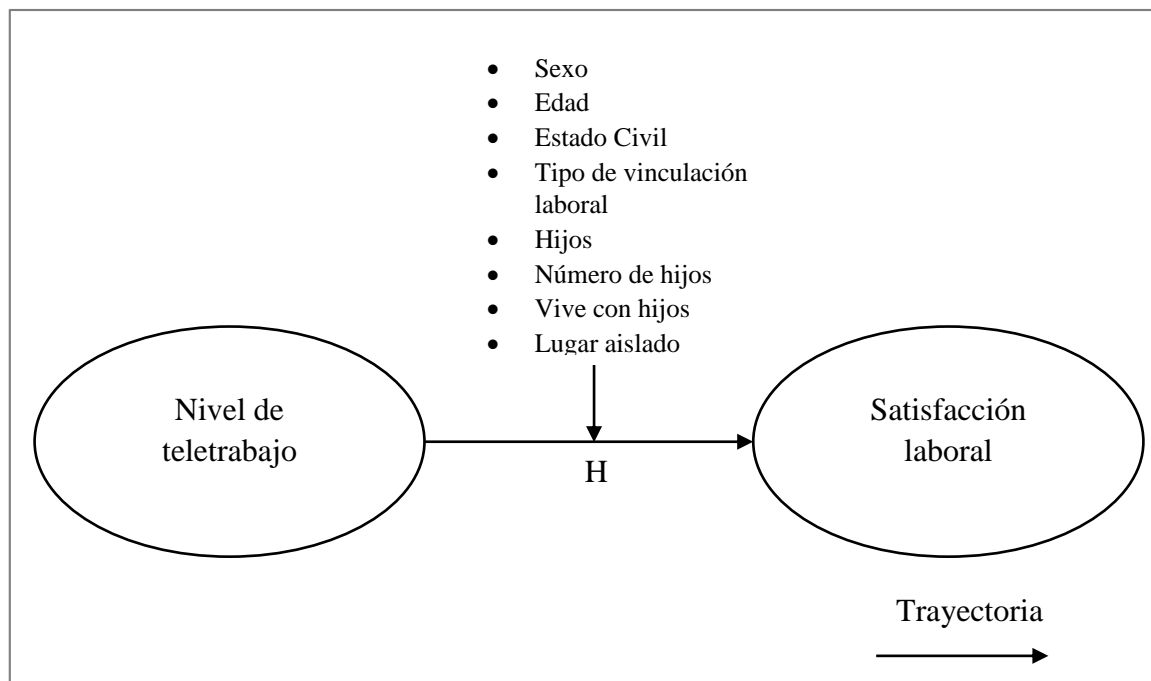 • Sexo
• Edad
• Estado Civil
• Tipo de vinculación
laboral
• Hijos
• Número de hijos
• Vive con hijos
• Lugar aislado
Nivel de
teletrabajo
H
Satisfacción
laboral
Trayectoria